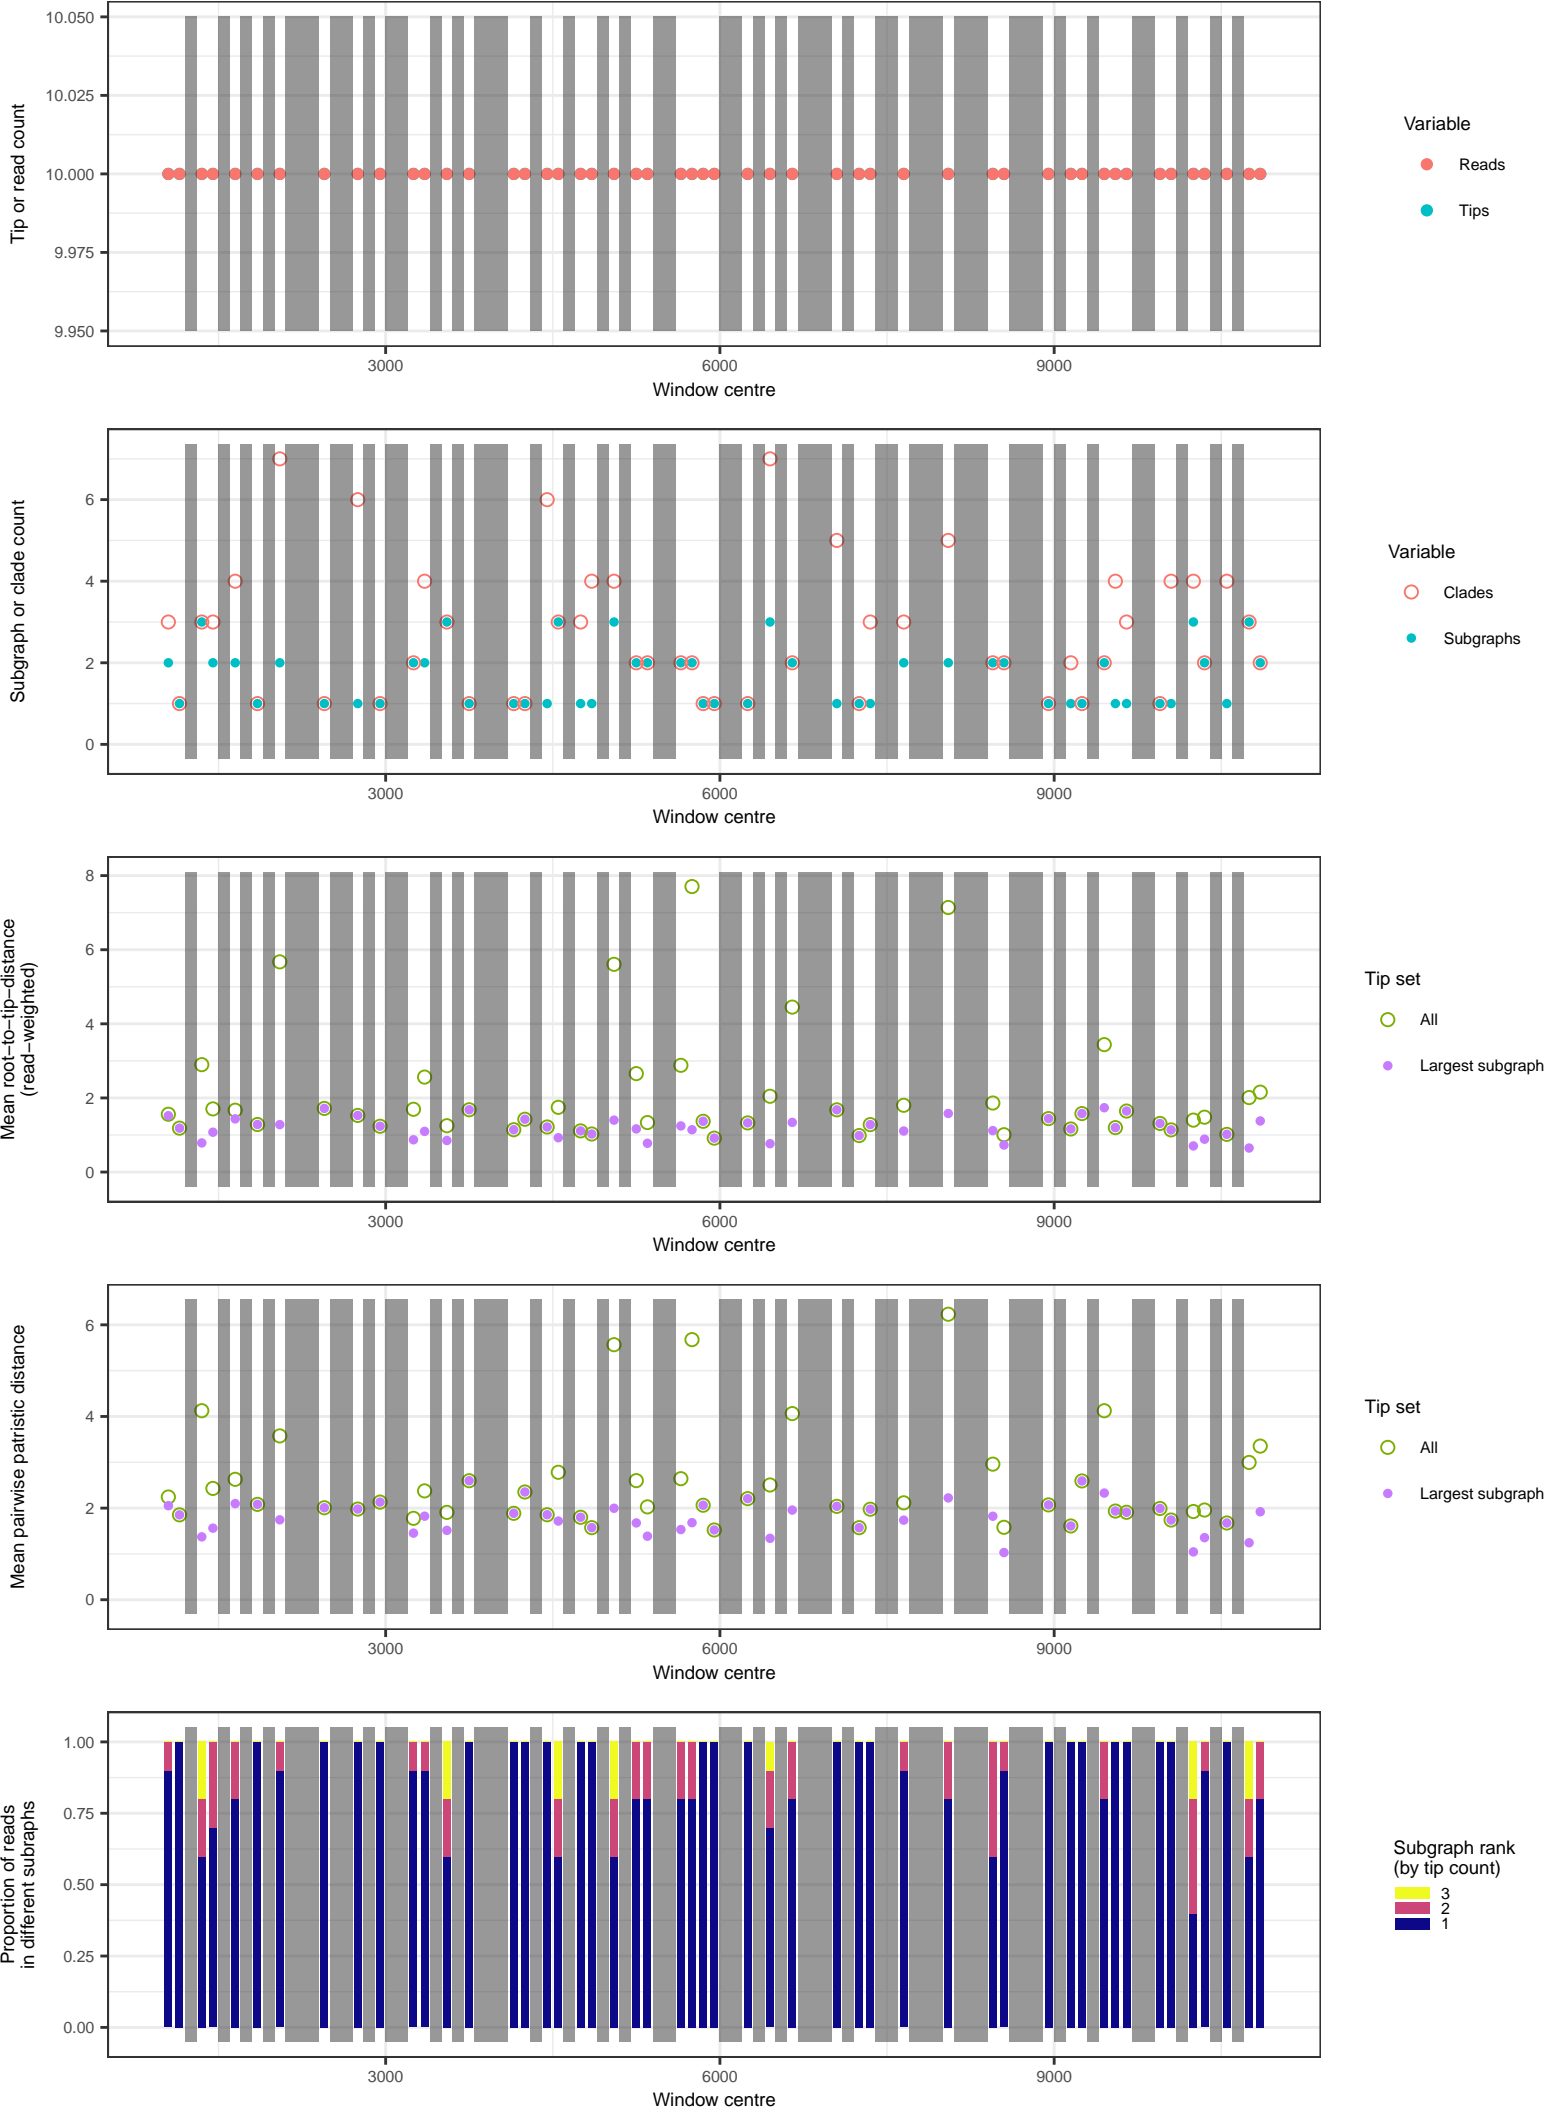 10.050
10.025
10.000
9.975
9.950
Tip or read count
3000
6000
9000
Window centre
Variable
Reads
Tips
6
4
2
0
Subgraph or clade count
3000
6000
9000
Window centre
Variable
Clades
Subgraphs
8
6
4
2
0
Mean root−to−tip−distance
(read−weighted)
3000
6000
9000
Window centre
Tip set
All
Largest subgraph
6
4
2
0
Mean pairwise patristic distance
3000
6000
9000
Window centre
Tip set
All
Largest subgraph
1.00
0.75
0.50
0.25
0.00
Proportion of reads
in different subraphs
3000
6000
9000
Window centre
Subgraph rank
(by tip count)
3
2
1